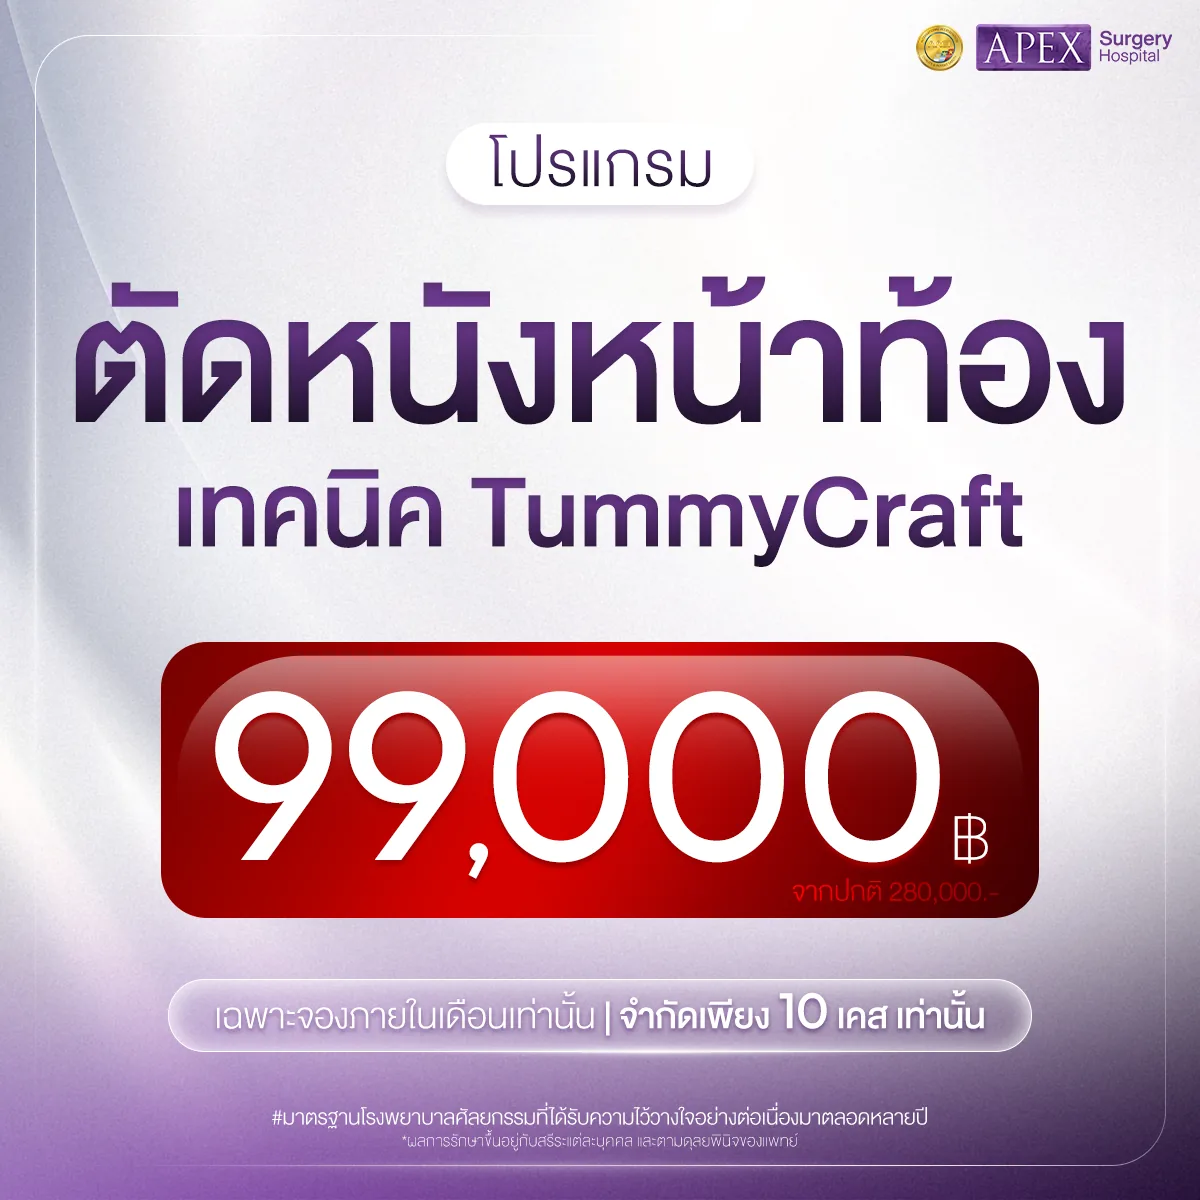 APEX Surgery Hospital
โปรแกรม
ตัดหนังหน้าท้อง
เทคนิค TummyCraft
99,000 ฿
จากปกติ 280,000.-
เฉพาะจองภายในเดือนเท่านั้น | จำกัดเพียง 10 เคส เท่านั้น
#มาตรฐานโรงพยาบาลศัลยกรรมที่ได้รับความไว้วางใจอย่างต่อเนื่องมาตลอดหลายปี
*ผลการรักษาขึ้นอยู่กับสรีระแต่ละบุคคล และตามดุลยพินิจของแพทย์